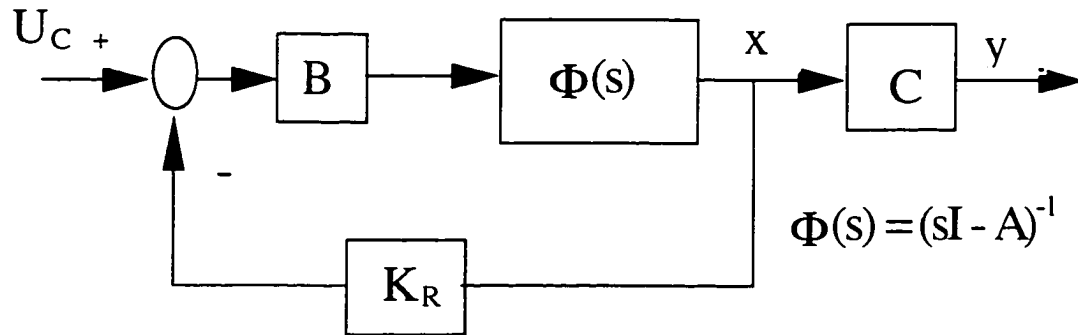 U_C +
B
Φ(s)
x
C
y
-
Φ(s) = (sI - A)^-1
K_R